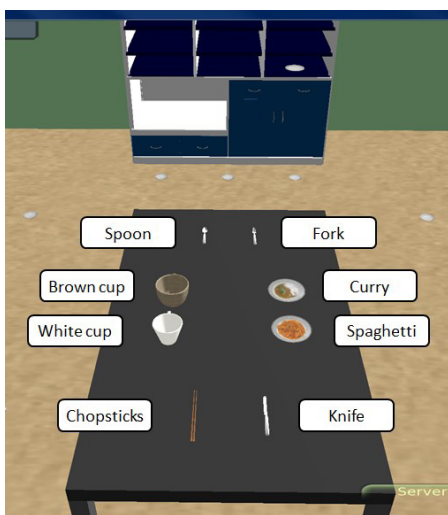 Spoon
Fork
Brown cup
Curry
White cup
Spaghetti
Chopsticks
Knife
Server